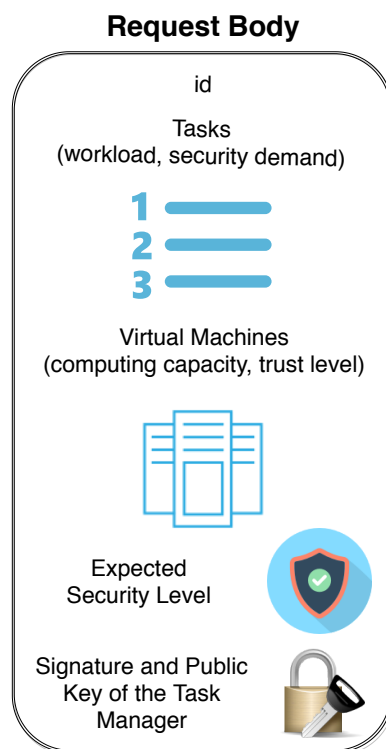 Request Body
id
Tasks
(workload, security demand)
1
2
3
Virtual Machines
(computing capacity, trust level)
Expected
Security Level
Signature and Public
Key of the Task
Manager